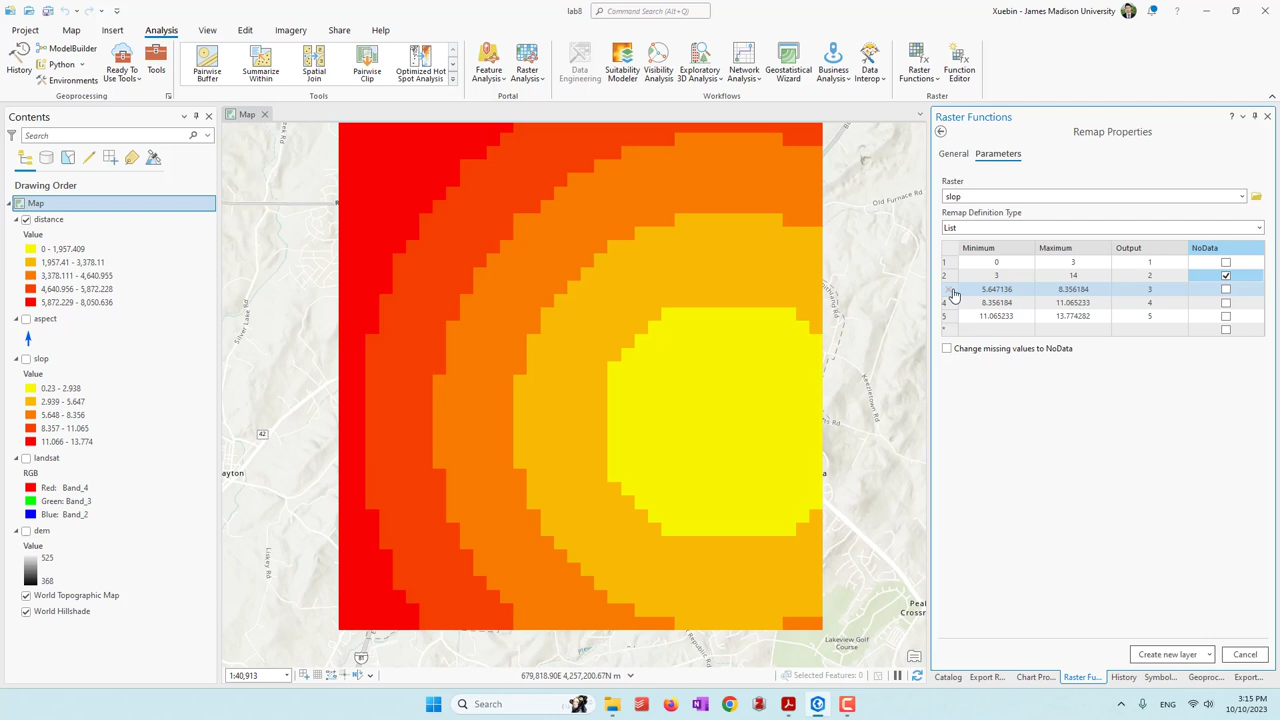 lab8
Command Search (Alt+Q)
Xuebin - James Madison University
Project Map Insert Analysis View Edit Imagery Share Help
History
ModelBuilder
Python
Environments
Ready To Use Tools
Tools
Geoprocessing
Pairwise Buffer
Summarize Within
Spatial Join
Pairwise Clip
Optimized Hot Spot Analysis
Tools
Feature Analysis
Raster Analysis
Portal
Data Engineering
Suitability Modeler
Visibility Analysis
Exploratory 3D Analysis
Network Analysis
Geostatistical Wizard
Business Analysis
Data Interop
Workflows
Raster Functions
Function Editor
Raster
Contents
Search
Drawing Order
Map
distance
Value
0 - 1,957.409
1,957.41 - 3,378.11
3,378.111 - 4,640.955
4,640.956 - 5,872.228
5,872.229 - 8,050.636
aspect
slop
Value
0.23 - 2.938
2.939 - 5.647
5.648 - 8.356
8.357 - 11.065
11.066 - 13.774
landsat
RGB
Red: Band_4
Green: Band_3
Blue: Band_2
dem
Value
525
368
World Topographic Map
World Hillshade
Map
Old Furnace Rd
Silver Lake Rd
Keezletown Rd
42
Liskey Rd
Lakeview Golf Course
81
1:40,913
679,818.90E 4,257,200.67N m
Selected Features: 0
Raster Functions
Remap Properties
General Parameters
Raster
slop
Remap Definition Type
List
Minimum Maximum Output NoData
1 0 3 1
2 3 14 2
5.647136 8.356184 3
4 8.356184 11.065233 4
5 11.065233 13.774282 5
*
Change missing values to NoData
Create new layer Cancel
Catalog Export R... Chart Pro... Raster Fu... History Symbol... Geoproc... Export...
Search
ENG
3:15 PM
10/10/2023